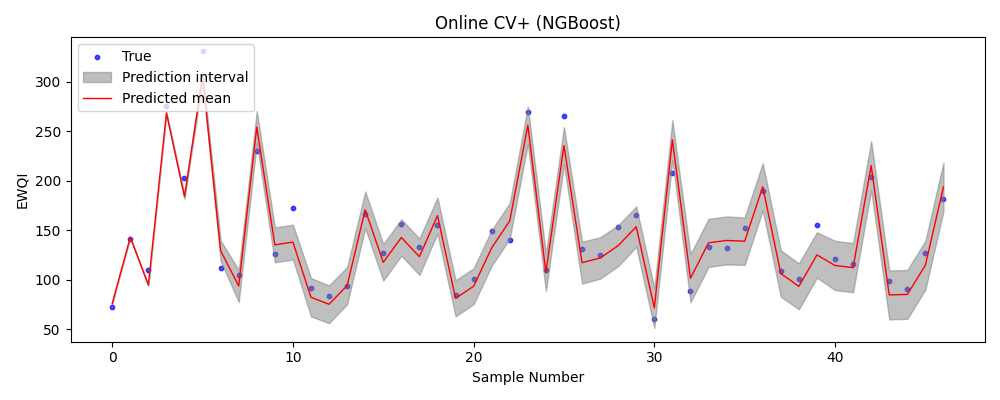 Online CV+ (NGBoost)
True
Prediction interval
Predicted mean
EWQI
300
250
200
150
100
50
0 10 20 30 40
Sample Number